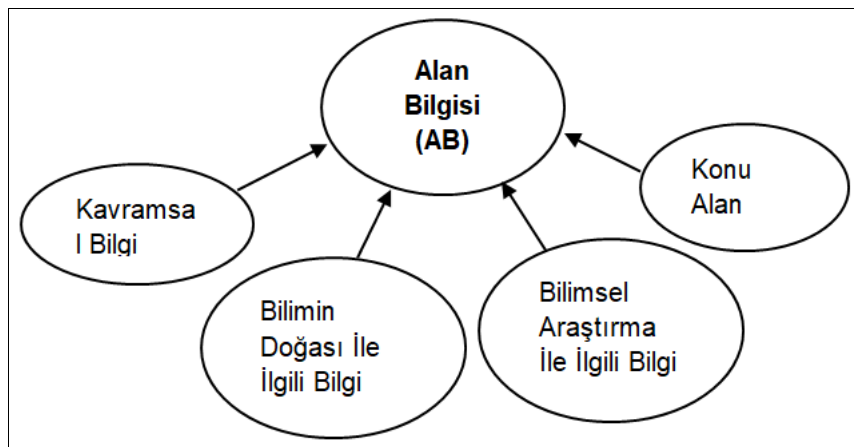 Alan
Bilgisi
(AB)
Kavramsa
l Bilgi
Bilimin
Doğası İle
İlgili Bilgi
Bilimsel
Araştırma
İle İlgili Bilgi
Konu
Alan